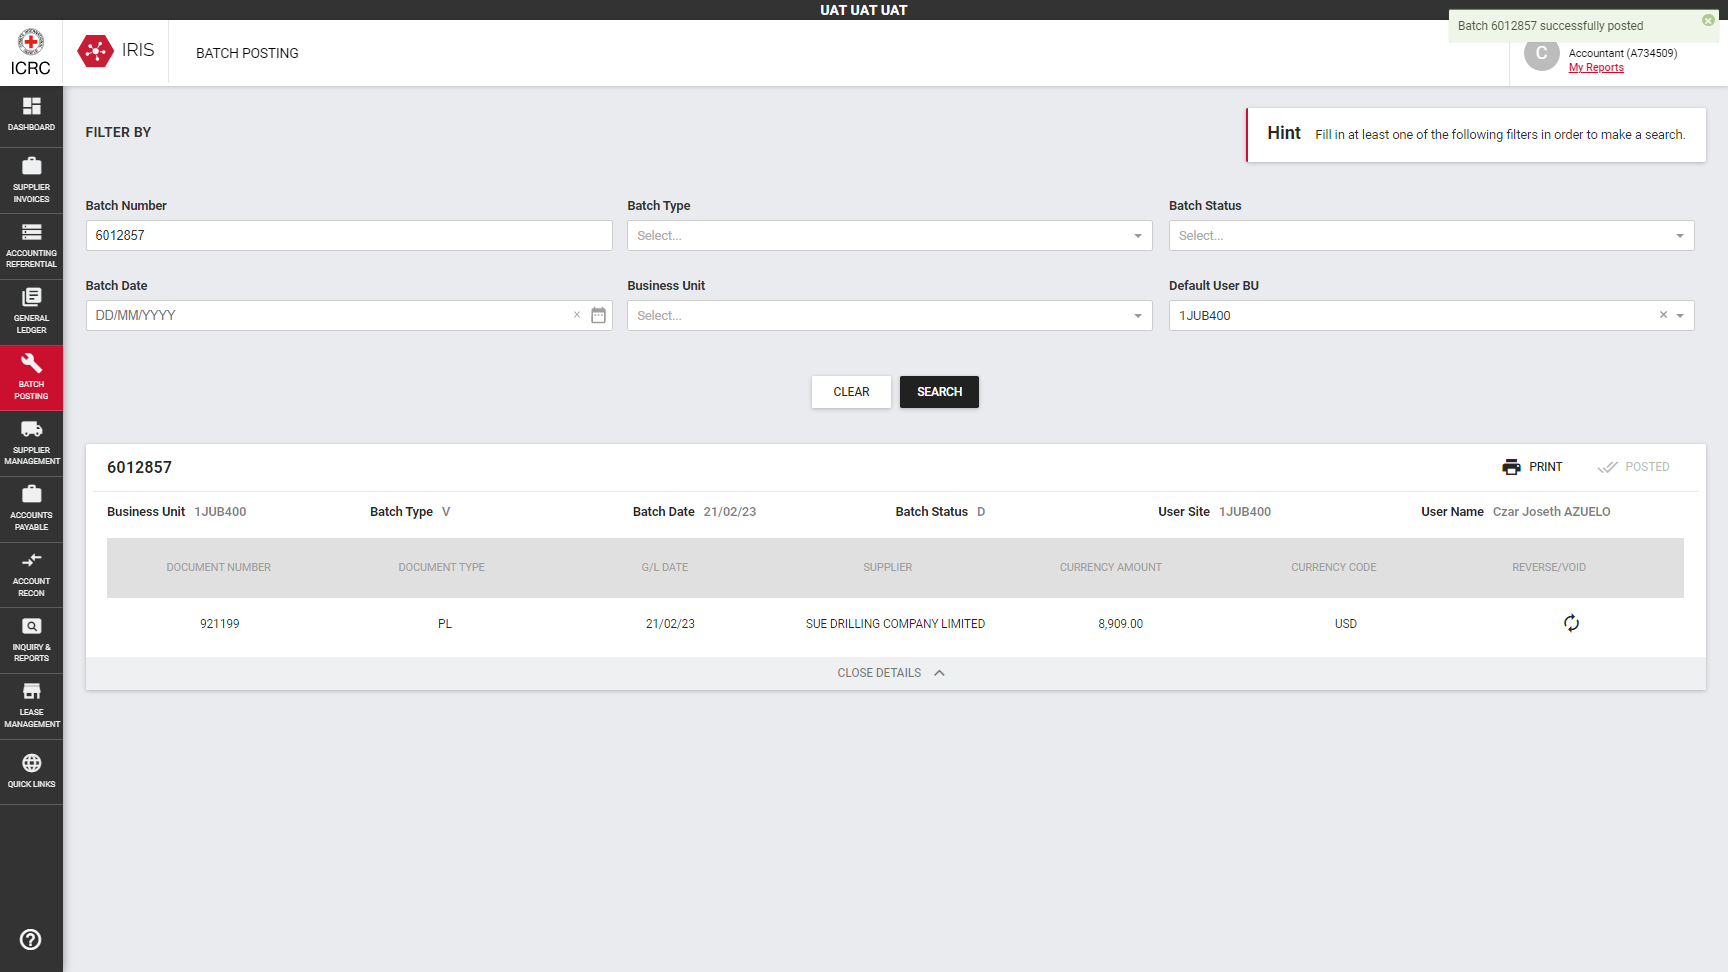 UAT UAT UAT
Batch 6012857 successfully posted
ICRC
IRIS
BATCH POSTING
C
Accountant (A734509)
My Reports
DASHBOARD
SUPPLIER
INVOICES
ACCOUNTING
REFERENTIAL
GENERAL
LEDGER
BATCH
POSTING
SUPPLIER
MANAGEMENT
ACCOUNTS
PAYABLE
ACCOUNT
RECON
INQUIRY &
REPORTS
LEASE
MANAGEMENT
QUICK LINKS
FILTER BY
Hint Fill in at least one of the following filters in order to make a search.
Batch Number Batch Type Batch Status
6012857 Select... Select...
Batch Date Business Unit Default User BU
DD/MM/YYYY Select... 1JUB400
CLEAR SEARCH
6012857 PRINT POSTED
Business Unit 1JUB400 Batch Type V Batch Date 21/02/23 Batch Status D User Site 1JUB400 User Name Czar Joseth AZUELO
DOCUMENT NUMBER DOCUMENT TYPE G/L DATE SUPPLIER CURRENCY AMOUNT CURRENCY CODE REVERSE/VOID
921199 PL 21/02/23 SUE DRILLING COMPANY LIMITED 8,909.00 USD
CLOSE DETAILS